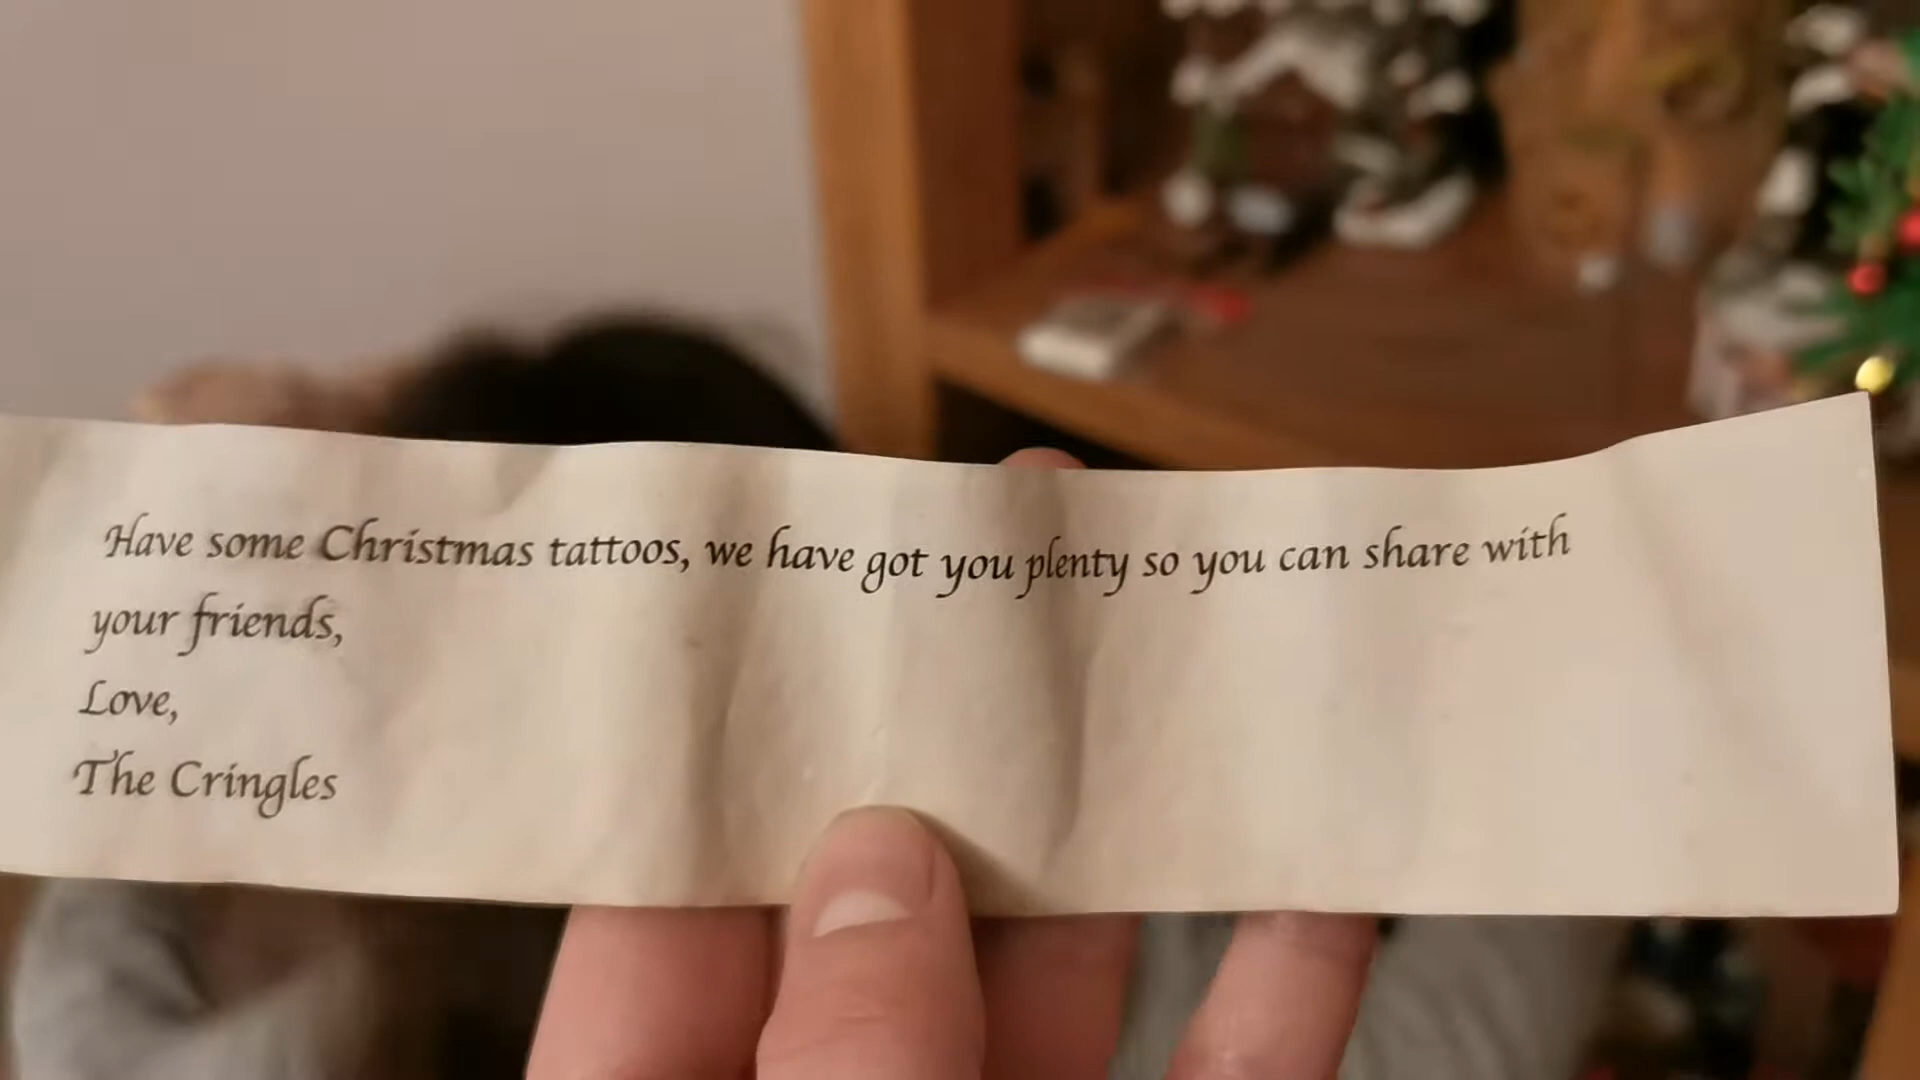 Have some Christmas tattoos, we have got you plenty so you can share with
your friends,
Love,
The Cringles